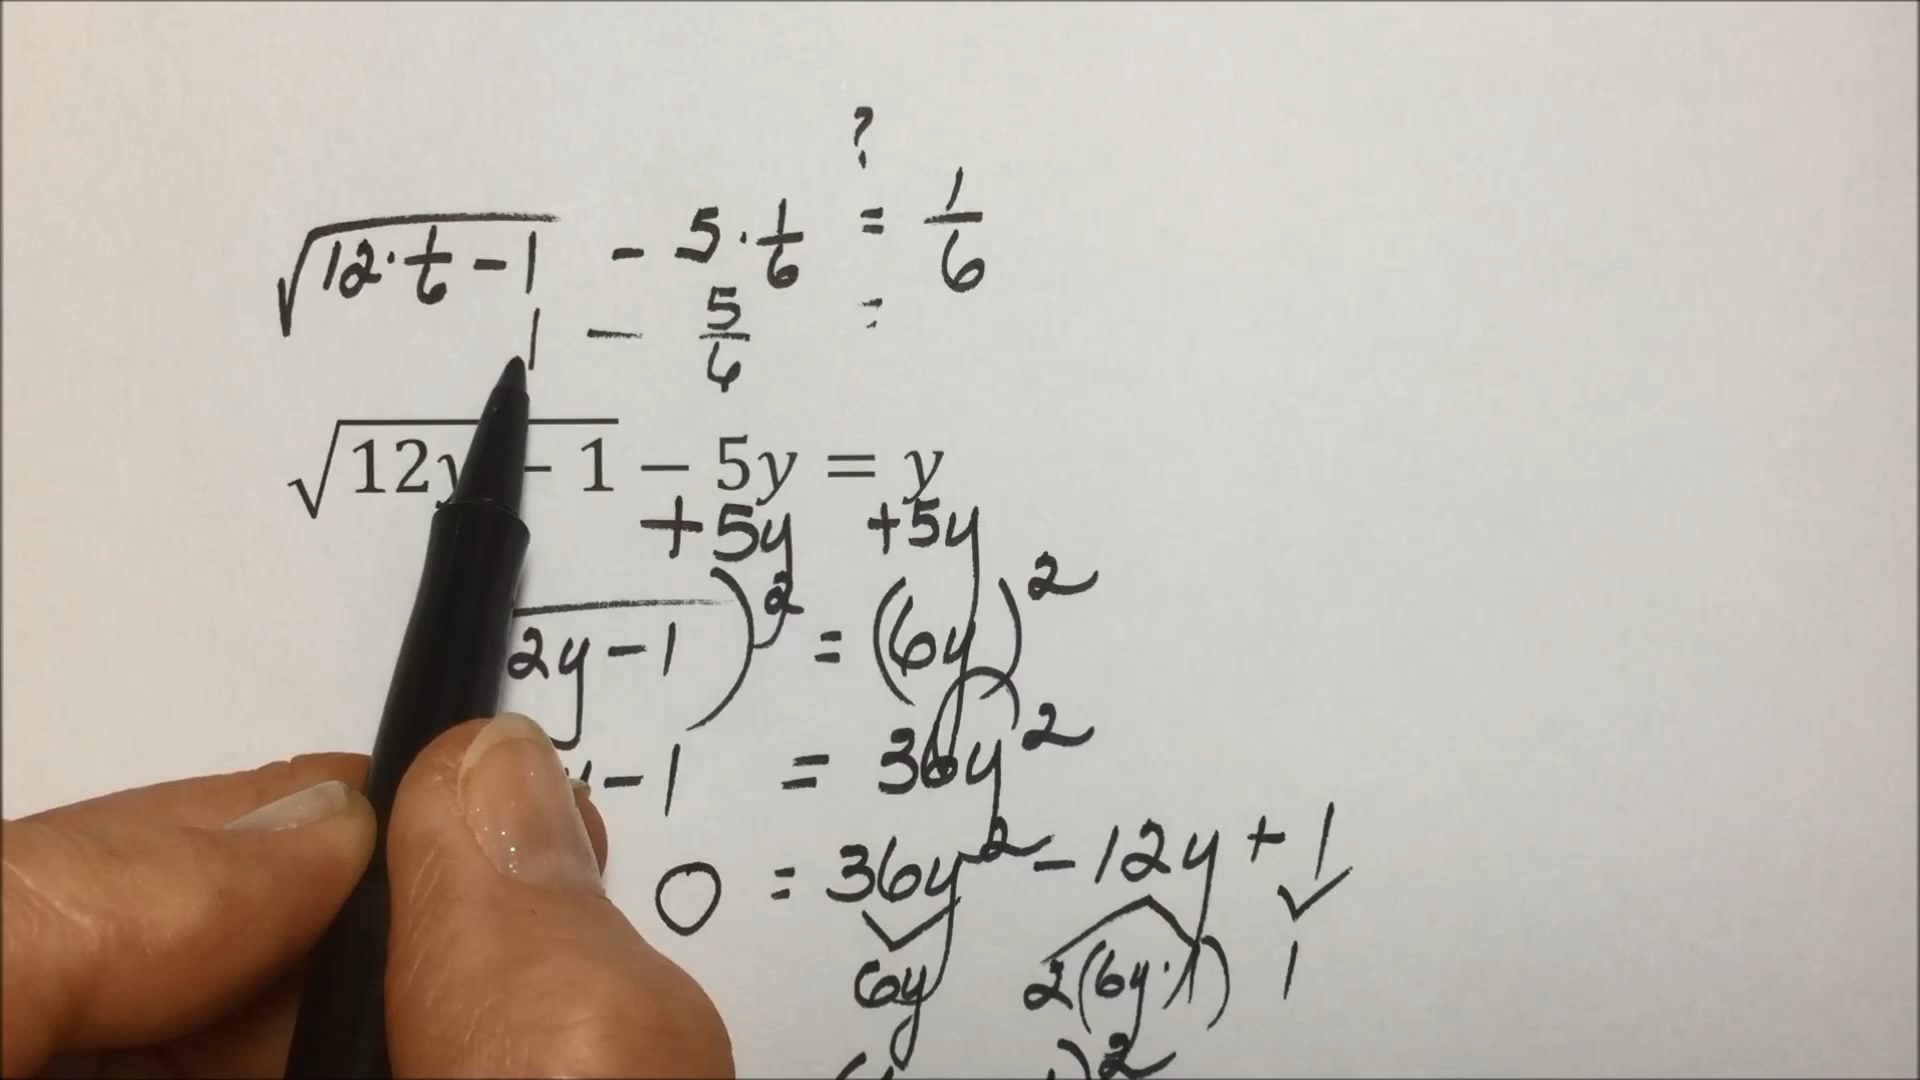 ?
√(12·1/6 - 1) - 5·1/6 = 1/6
1 - 5/6 =
√(12y - 1) - 5y = y
+5y +5y
2y-1)² = (6y)²
-1 = 36y²
0 = 36y² - 12y + 1
6y 2(6y·1) 1
)²